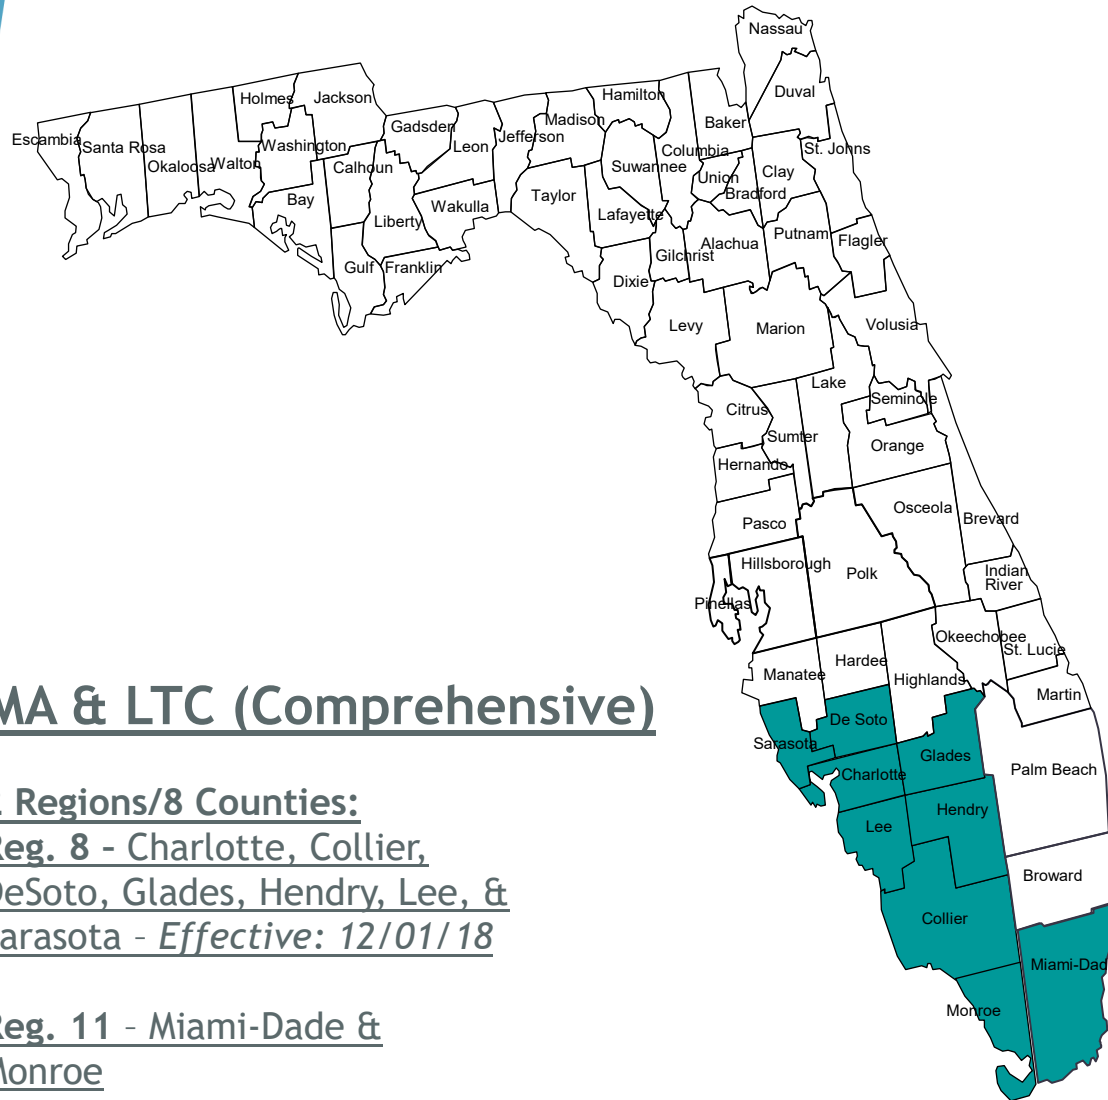 Nassau
Duval
Holmes
Jackson
Hamilton
Baker
Escambia
Santa Rosa
Okaloosa
Walton
Washington
Gadsden
Leon
Jefferson
Madison
Columbia
St. Johns
Calhoun
Suwannee
Union
Clay
Bradford
Bay
Liberty
Wakulla
Taylor
Lafayette
Putnam
Flagler
Alachua
Gilchrist
Gulf
Franklin
Dixie
Levy
Marion
Volusia
Lake
Seminole
Citrus
Sumter
Orange
Hernando
Osceola
Brevard
Pasco
Hillsborough
Polk
Indian
River
Pinellas
Okeechobee
St. Lucie
Hardee
Manatee
Highlands
Martin
De Soto
Sarasota
Glades
Charlotte
Palm Beach
Hendry
Lee
Broward
Collier
Miami-Dad
Monroe
MA & LTC (Comprehensive)
Regions/8 Counties:
eg. 8 - Charlotte, Collier,
DeSoto, Glades, Hendry, Lee, &
arasota – Effective: 12/01/18
eg. 11 – Miami-Dade &
Monroe